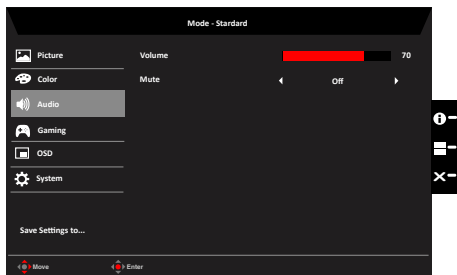 Mode - Stardard
Picture
Volume 70
Color
Mute Off
Audio
Gaming
OSD
System
Save Settings to...
Move Enter